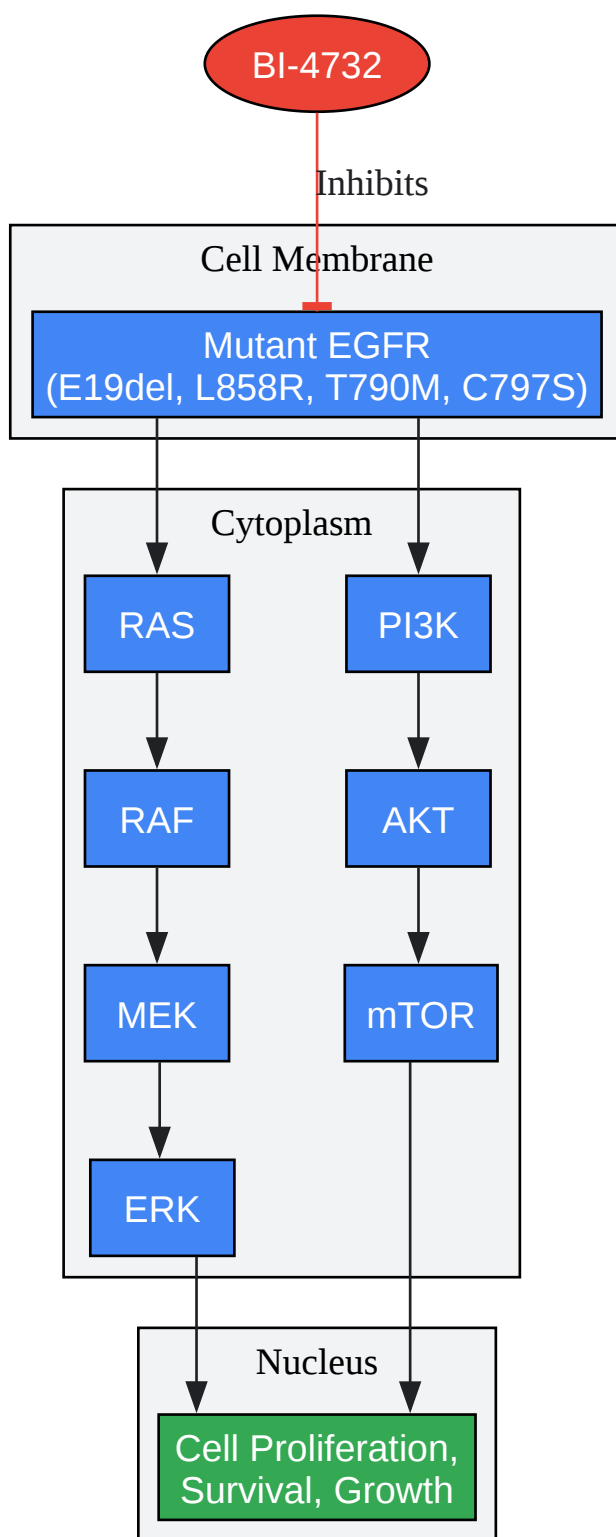 BI-4732
Inhibits
Cell Membrane
Mutant EGFR
(E19del, L858R, T790M, C797S)
Cytoplasm
RAS
PI3K
RAF
AKT
MEK
mTOR
ERK
Nucleus
Cell Proliferation,
Survival, Growth